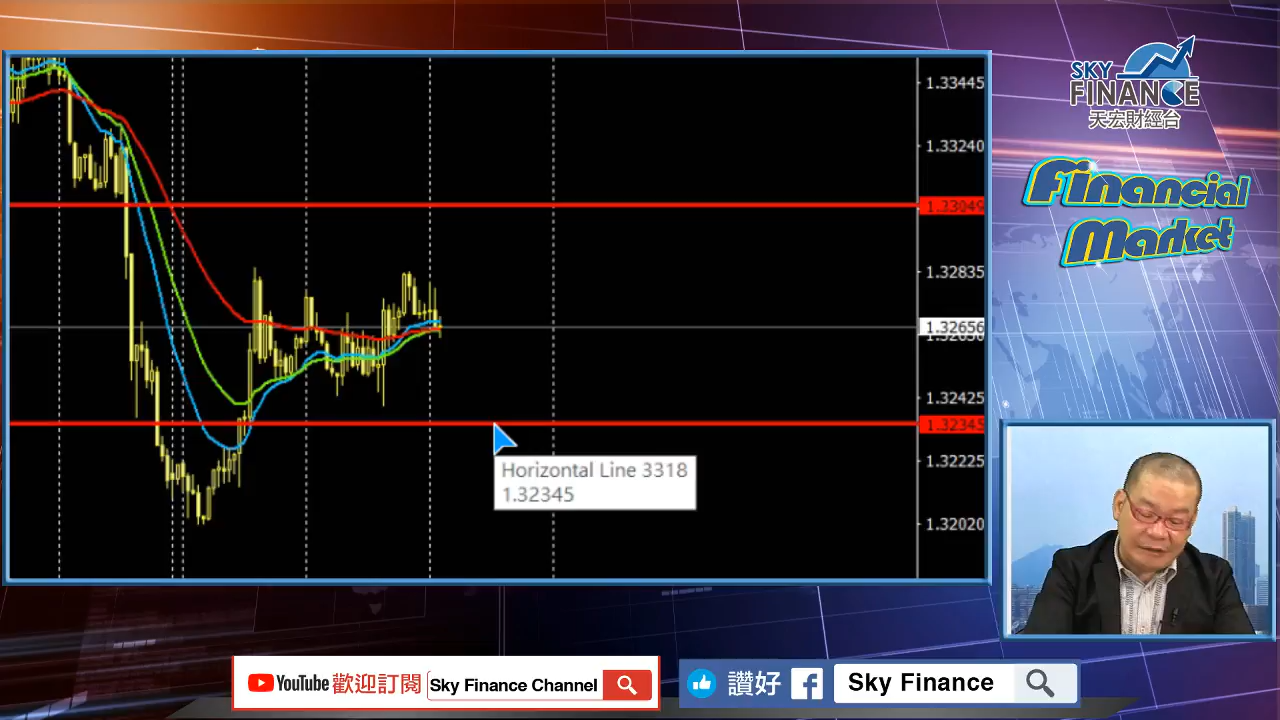 SKY
FINANCE
天宏財經台
Financial
Market
1.33445
1.33240
1.33049
1.32835
1.32656
1.32425
1.32345
1.32225
1.32020
Horizontal Line 3318
1.32345
YouTube 歡迎訂閱 Sky Finance Channel
讚好 f Sky Finance